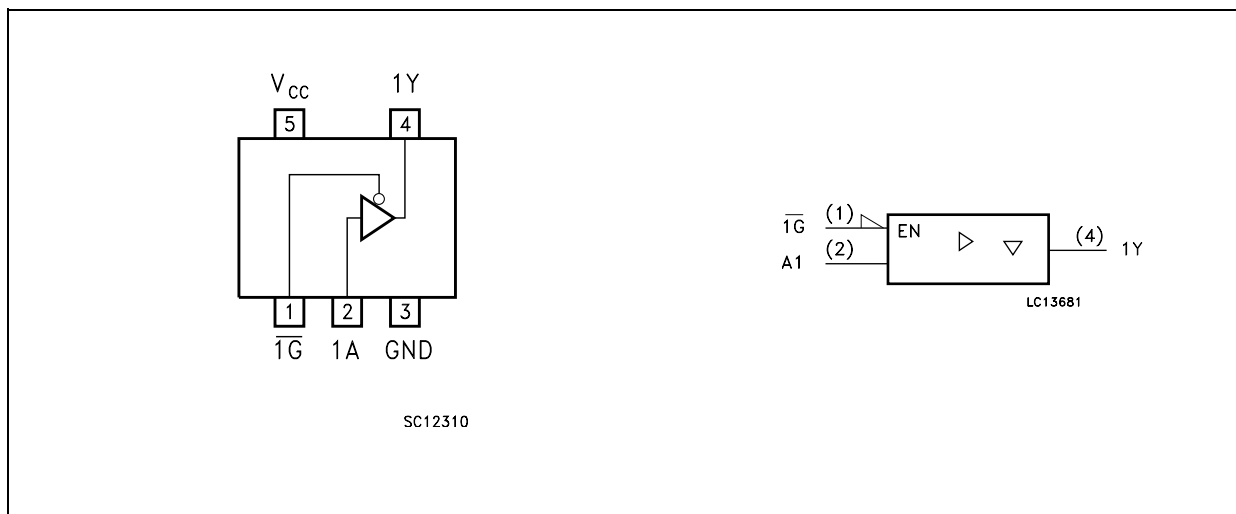 V CC 1Y
5 4
1 2 3
1G 1A GND
SC12310
1G (1) EN
A1 (2)
(4) 1Y
LC13681